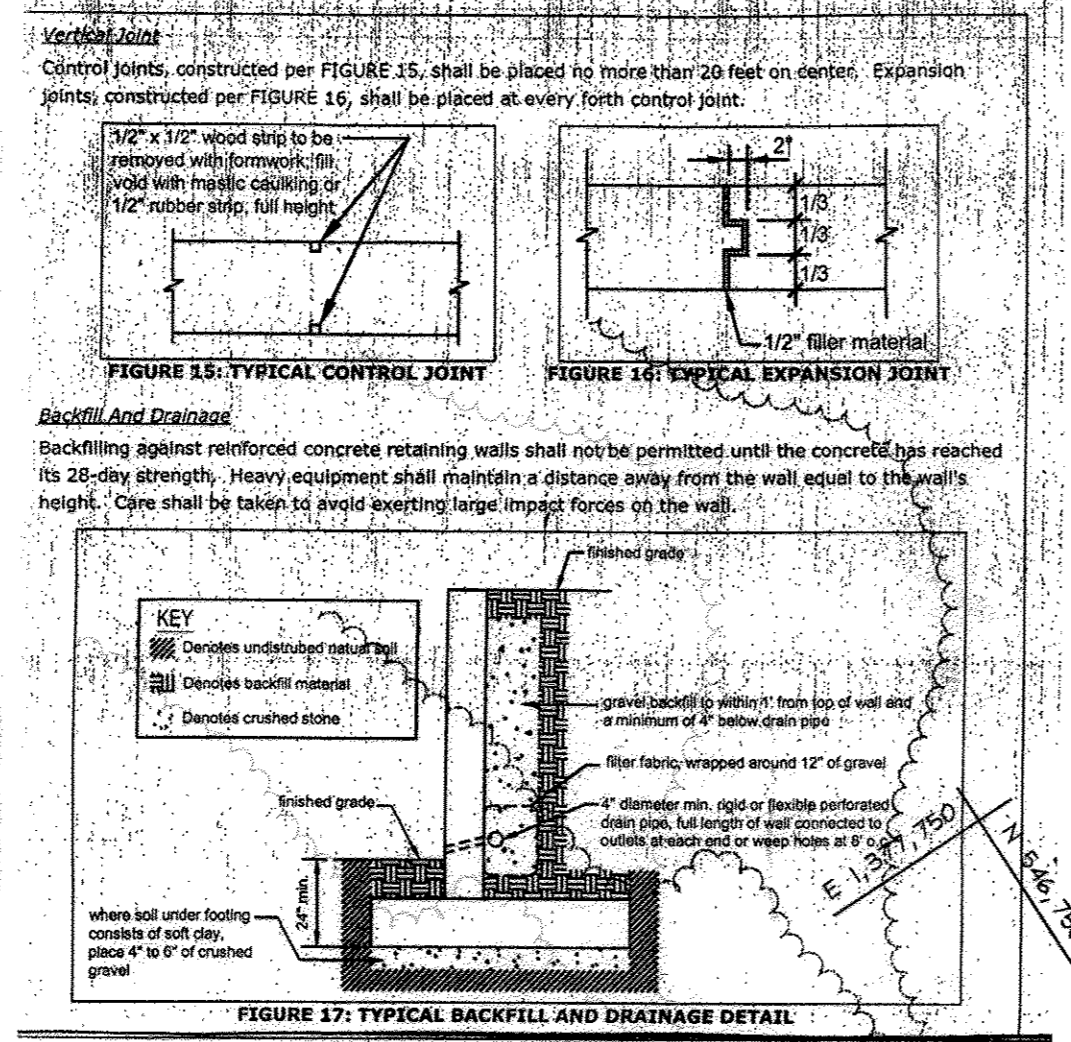 Vertical Joint
Control joints, constructed per FIGURE 15, shall be placed no more than 20 feet on center. Expansion
joints, constructed per FIGURE 16, shall be placed at every forth control joint.
1/2" x 1/2" wood strip to be
removed with formwork, fill
void with mastic caulking or
1/2" rubber strip, full height
FIGURE 15: TYPICAL CONTROL JOINT
2"
1/3
1/3
1/3
1/2" filler material
FIGURE 16: TYPICAL EXPANSION JOINT
Backfill And Drainage
Backfilling against reinforced concrete retaining walls shall not be permitted until the concrete has reached
its 28-day strength. Heavy equipment shall maintain a distance away from the wall equal to the wall's
height. Care shall be taken to avoid exerting large impact forces on the wall.
finished grade
KEY
Denotes undistrubed natual soil
Denotes backfill material
Denotes crushed stone
gravel backfill to within 1' from top of wall and
a minimum of 4" below drain pipe
filter fabric, wrapped around 12" of gravel
finished grade
4" diameter min. rigid or flexible perforated
drain pipe, full length of wall connected to
outlets at each end or weep holes at 8' o.c.
24" min.
where soil under footing
consists of soft clay,
place 4" to 6" of crushed
gravel
E 1,377,750
N 546,75
FIGURE 17: TYPICAL BACKFILL AND DRAINAGE DETAIL